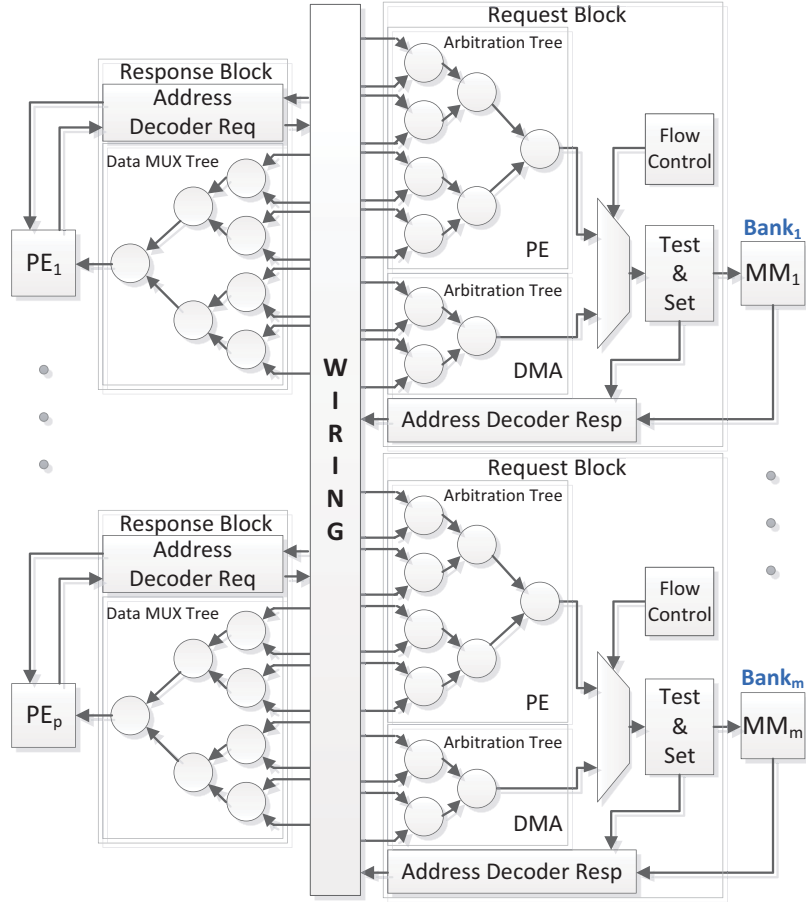 Request Block
Arbitration Tree
Response Block
Address
Decoder Req
Flow
Control
Data MUX Tree
PE
Bank1
PE1
Test
&
Set
MM1
Arbitration Tree
DMA
WIRING
Address Decoder Resp
Request Block
Arbitration Tree
Response Block
Address
Decoder Req
Flow
Control
Data MUX Tree
PE
Bankm
PEp
Test
&
Set
MMm
Arbitration Tree
DMA
Address Decoder Resp